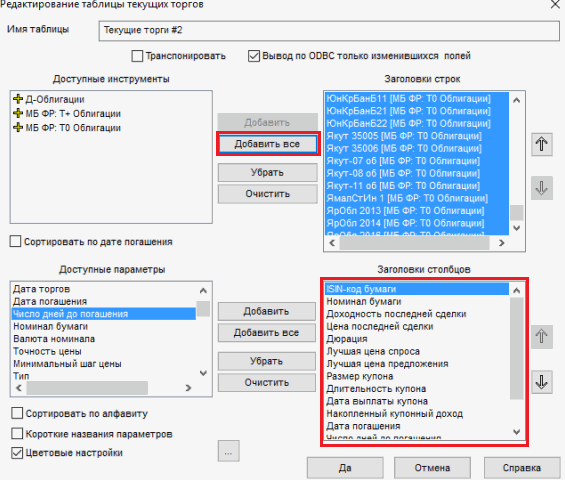 Редактирование таблицы текущих торгов
Имя таблицы
Текущие торги #2
Транспонировать
Вывод по ODBC только изменившихся полей
Доступные инструменты
Заголовки строк
Д-Облигации
МБ ФР: Т+ Облигации
МБ ФР: Т0 Облигации
Добавить
Добавить все
Убрать
Очистить
ЮнКрБанБ11 [МБ ФР: Т0 Облигации]
ЮнКрБанБ21 [МБ ФР: Т0 Облигации]
ЮнКрБанБ22 [МБ ФР: Т0 Облигации]
Якут 35005 [МБ ФР: Т0 Облигации]
Якут 35006 [МБ ФР: Т0 Облигации]
Якут-07 об [МБ ФР: Т0 Облигации]
Якут-08 об [МБ ФР: Т0 Облигации]
Якут-11 об [МБ ФР: Т0 Облигации]
ЯмалСтИн 1 [МБ ФР: Т0 Облигации]
ЯрОбл 2013 [МБ ФР: Т0 Облигации]
ЯрОбл 2014 [МБ ФР: Т0 Облигации]
ЯрОбл 2016 [МБ ФР: Т0 Облигации]
Сортировать по дате погашения
Доступные параметры
Заголовки столбцов
Дата торгов
Дата погашения
Число дней до погашения
Номинал бумаги
Валюта номинала
Точность цены
Минимальный шаг цены
Тип
Добавить
Добавить все
Убрать
Очистить
ISIN-код бумаги
Номинал бумаги
Доходность последней сделки
Цена последней сделки
Дюрация
Лучшая цена спроса
Лучшая цена предложения
Размер купона
Длительность купона
Дата выплаты купона
Накопленный купонный доход
Дата погашения
Число дней до погашения
Сортировать по алфавиту
Короткие названия параметров
Цветовые настройки
...
Да
Отмена
Справка